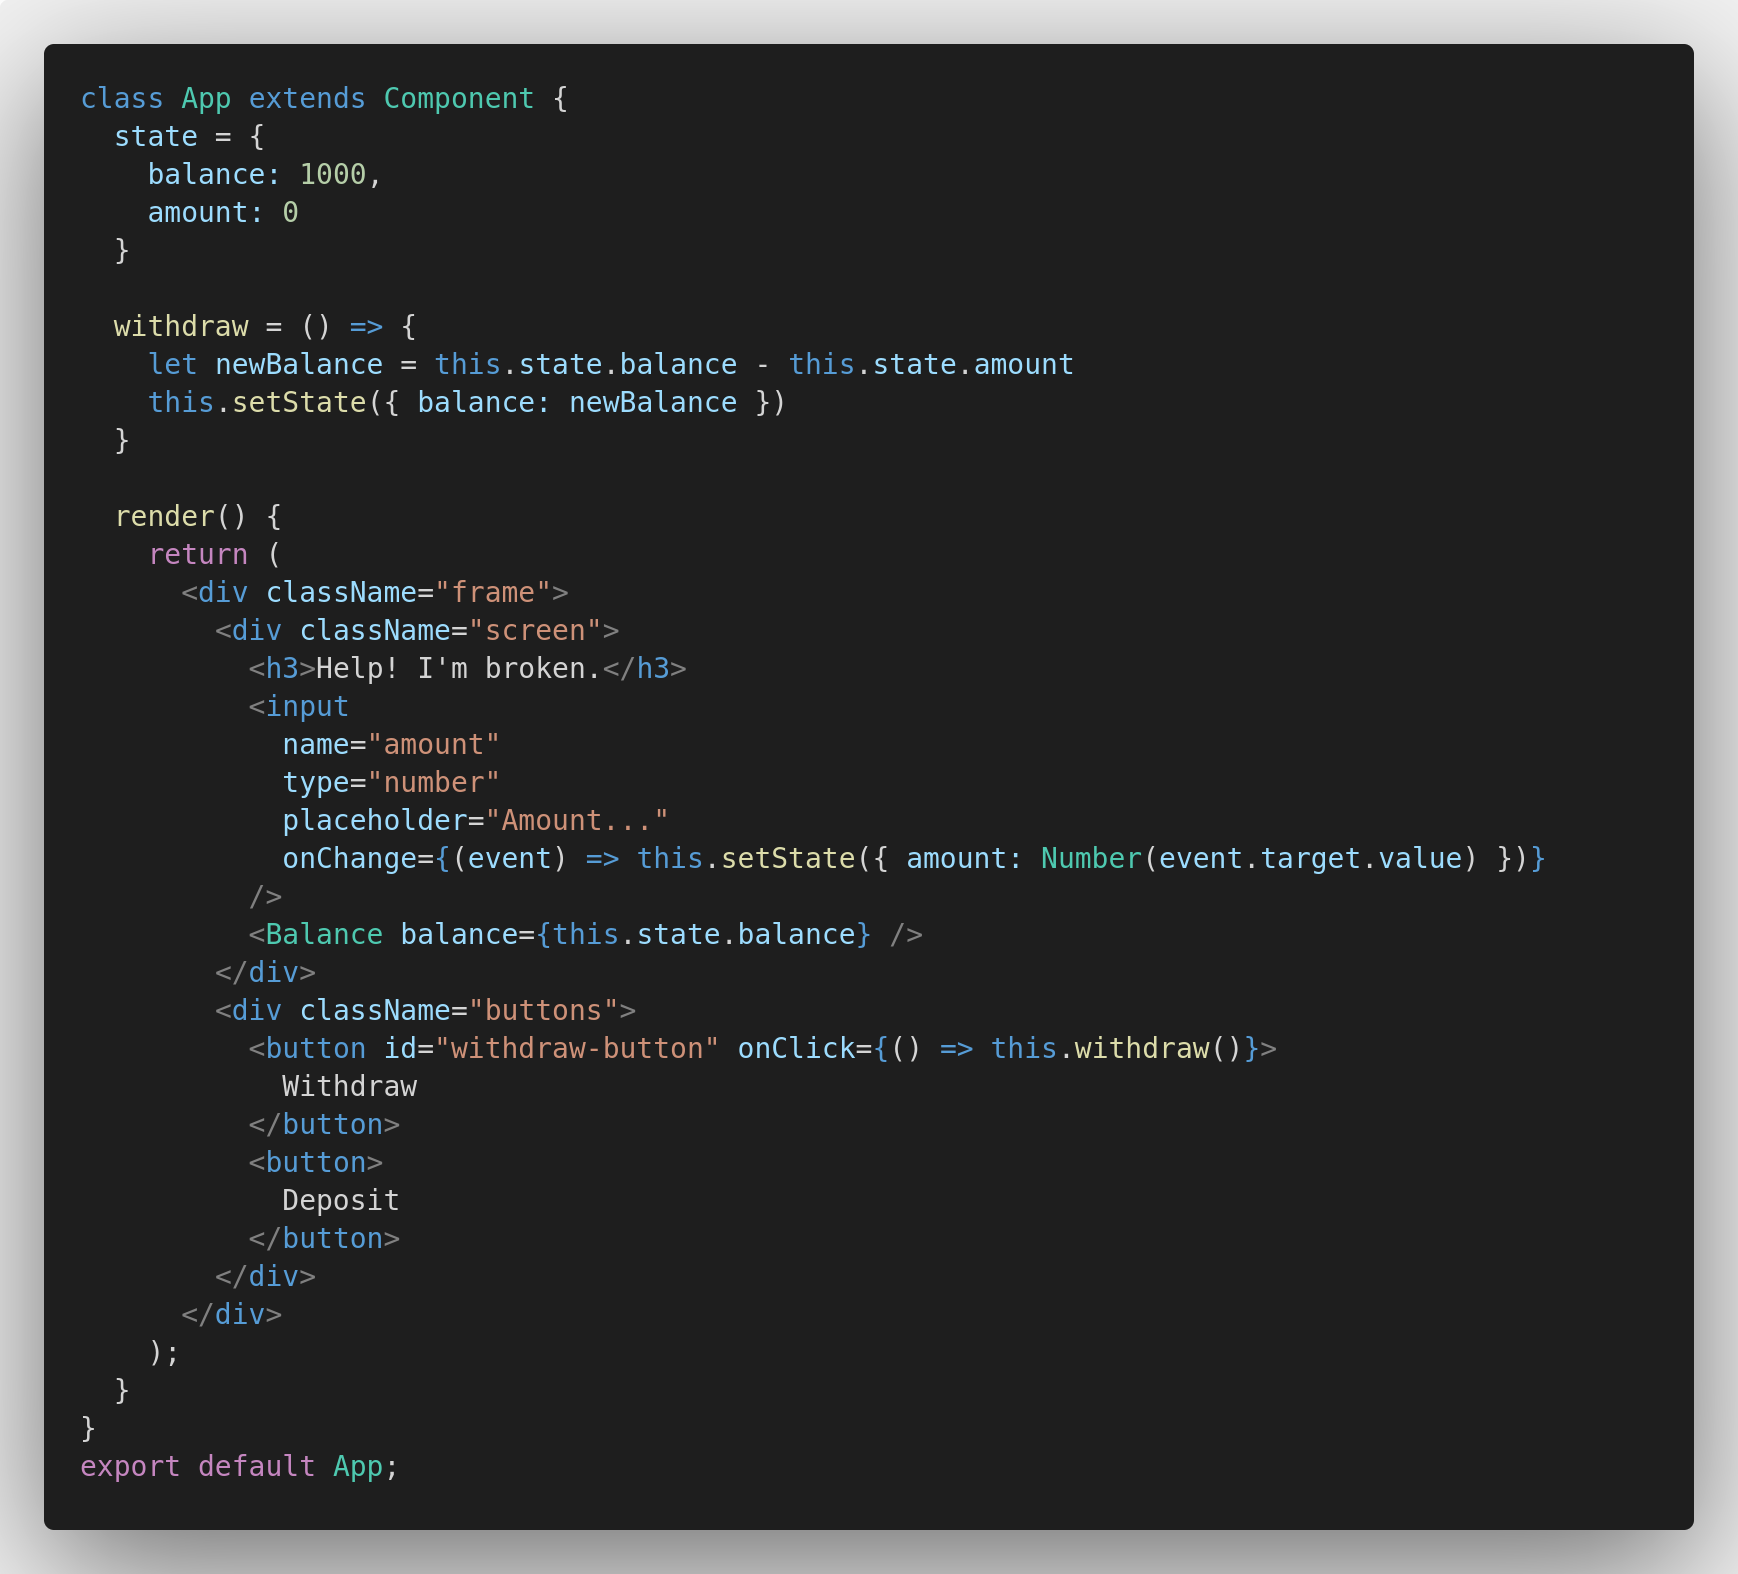 class App extends Component {
  state = {
    balance: 1000,
    amount: 0
  }

  withdraw = () => {
    let newBalance = this.state.balance - this.state.amount
    this.setState({ balance: newBalance })
  }

  render() {
    return (
      <div className="frame">
        <div className="screen">
          <h3>Help! I'm broken.</h3>
          <input
            name="amount"
            type="number"
            placeholder="Amount..."
            onChange={(event) => this.setState({ amount: Number(event.target.value) })}
          />
          <Balance balance={this.state.balance} />
        </div>
        <div className="buttons">
          <button id="withdraw-button" onClick={() => this.withdraw()}>
            Withdraw
          </button>
          <button>
            Deposit
          </button>
        </div>
      </div>
    );
  }
}
export default App;